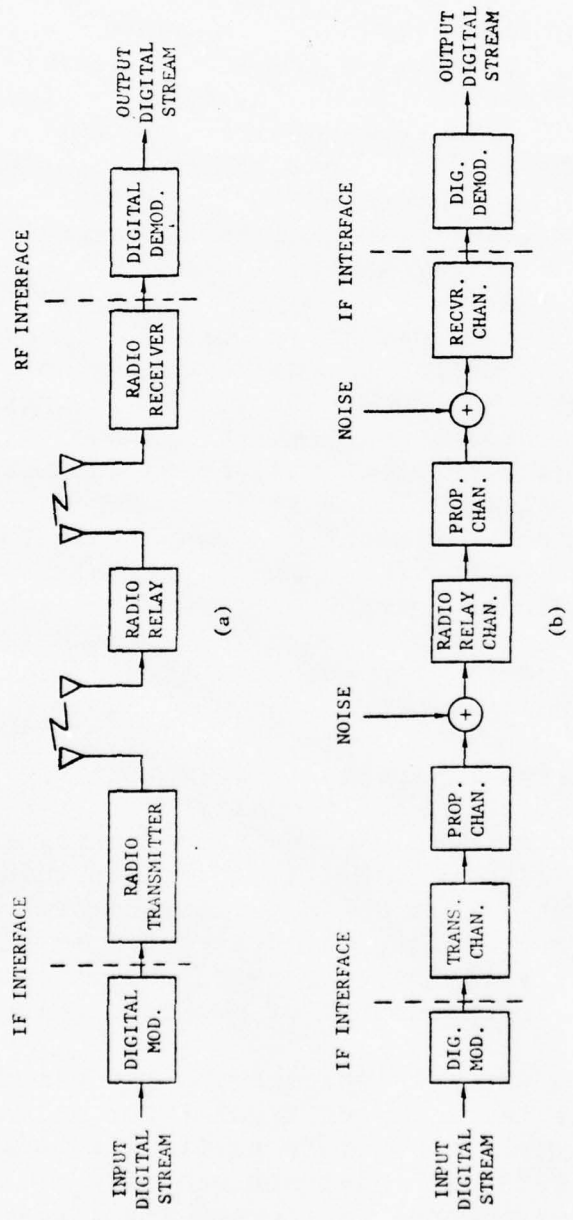 IF INTERFACE
RF INTERFACE
INPUT
DIGITAL
STREAM
DIGITAL
MOD.
RADIO
TRANSMITTER
RADIO
RELAY
RADIO
RECEIVER
DIGITAL
DEMOD.
OUTPUT
DIGITAL
STREAM
(a)
IF INTERFACE
NOISE
NOISE
IF INTERFACE
INPUT
DIGITAL
STREAM
DIG.
MOD.
TRANS.
CHAN.
PROP.
CHAN.
+
RADIO
RELAY
CHAN.
PROP.
CHAN.
+
RECVR.
CHAN.
DIG.
DEMOD.
OUTPUT
DIGITAL
STREAM
(b)